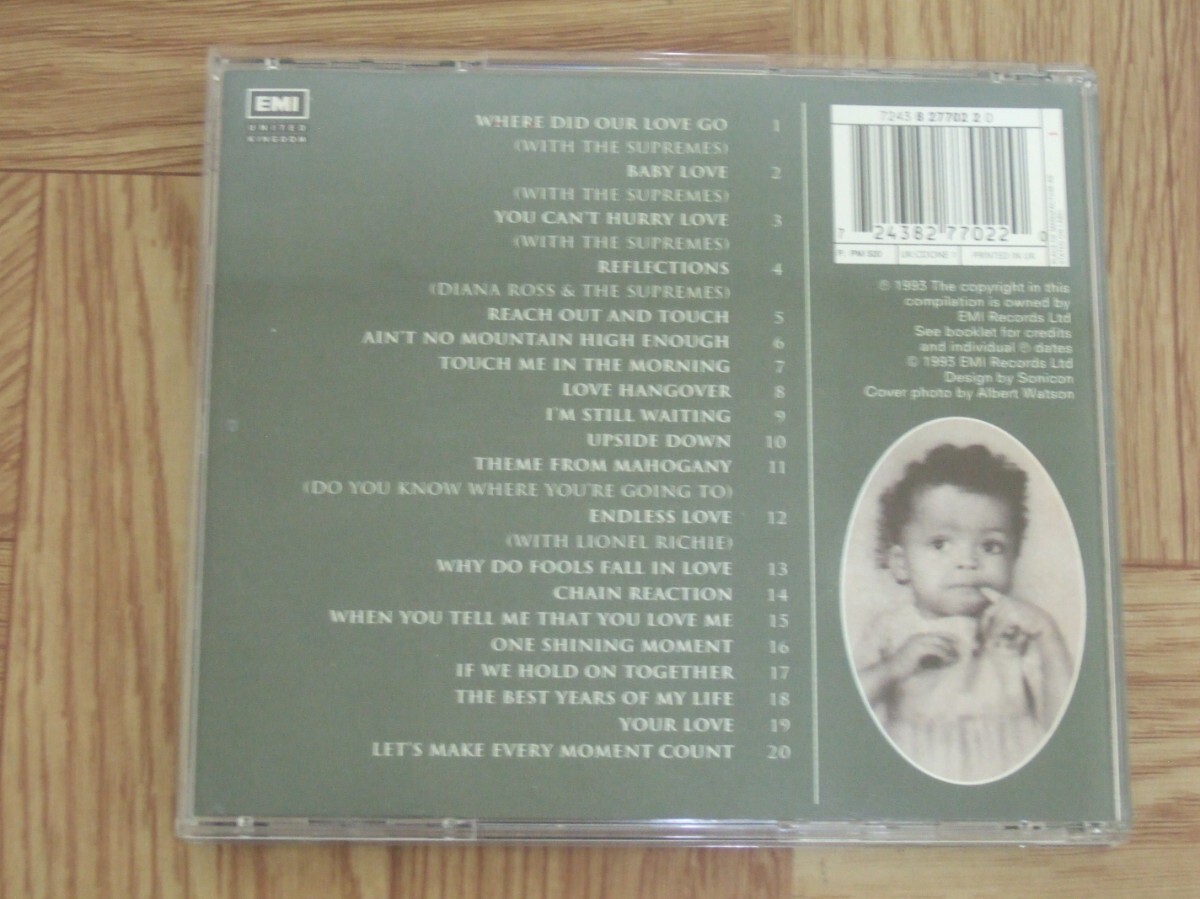 EMI
UNITED
KINGDOM
WHERE DID OUR LOVE GO 1
(WITH THE SUPREMES)
BABY LOVE 2
(WITH THE SUPREMES)
YOU CAN'T HURRY LOVE 3
(WITH THE SUPREMES)
REFLECTIONS 4
(DIANA ROSS & THE SUPREMES)
REACH OUT AND TOUCH 5
AIN'T NO MOUNTAIN HIGH ENOUGH 6
TOUCH ME IN THE MORNING 7
LOVE HANGOVER 8
I'M STILL WAITING 9
UPSIDE DOWN 10
THEME FROM MAHOGANY 11
(DO YOU KNOW WHERE YOU'RE GOING TO)
ENDLESS LOVE 12
(WITH LIONEL RICHIE)
WHY DO FOOLS FALL IN LOVE 13
CHAIN REACTION 14
WHEN YOU TELL ME THAT YOU LOVE ME 15
ONE SHINING MOMENT 16
IF WE HOLD ON TOGETHER 17
THE BEST YEARS OF MY LIFE 18
YOUR LOVE 19
LET'S MAKE EVERY MOMENT COUNT 20
7243 8 27702 2 0
7 24382 77022 0
UK:CDONE 1 PRINTED IN UK
℗ 1993 The copyright in this
compilation is owned by
EMI Records Ltd
See booklet for credits
and individual ℗ dates
© 1993 EMI Records Ltd
Design by Sonicon
Cover photo by Albert Watson